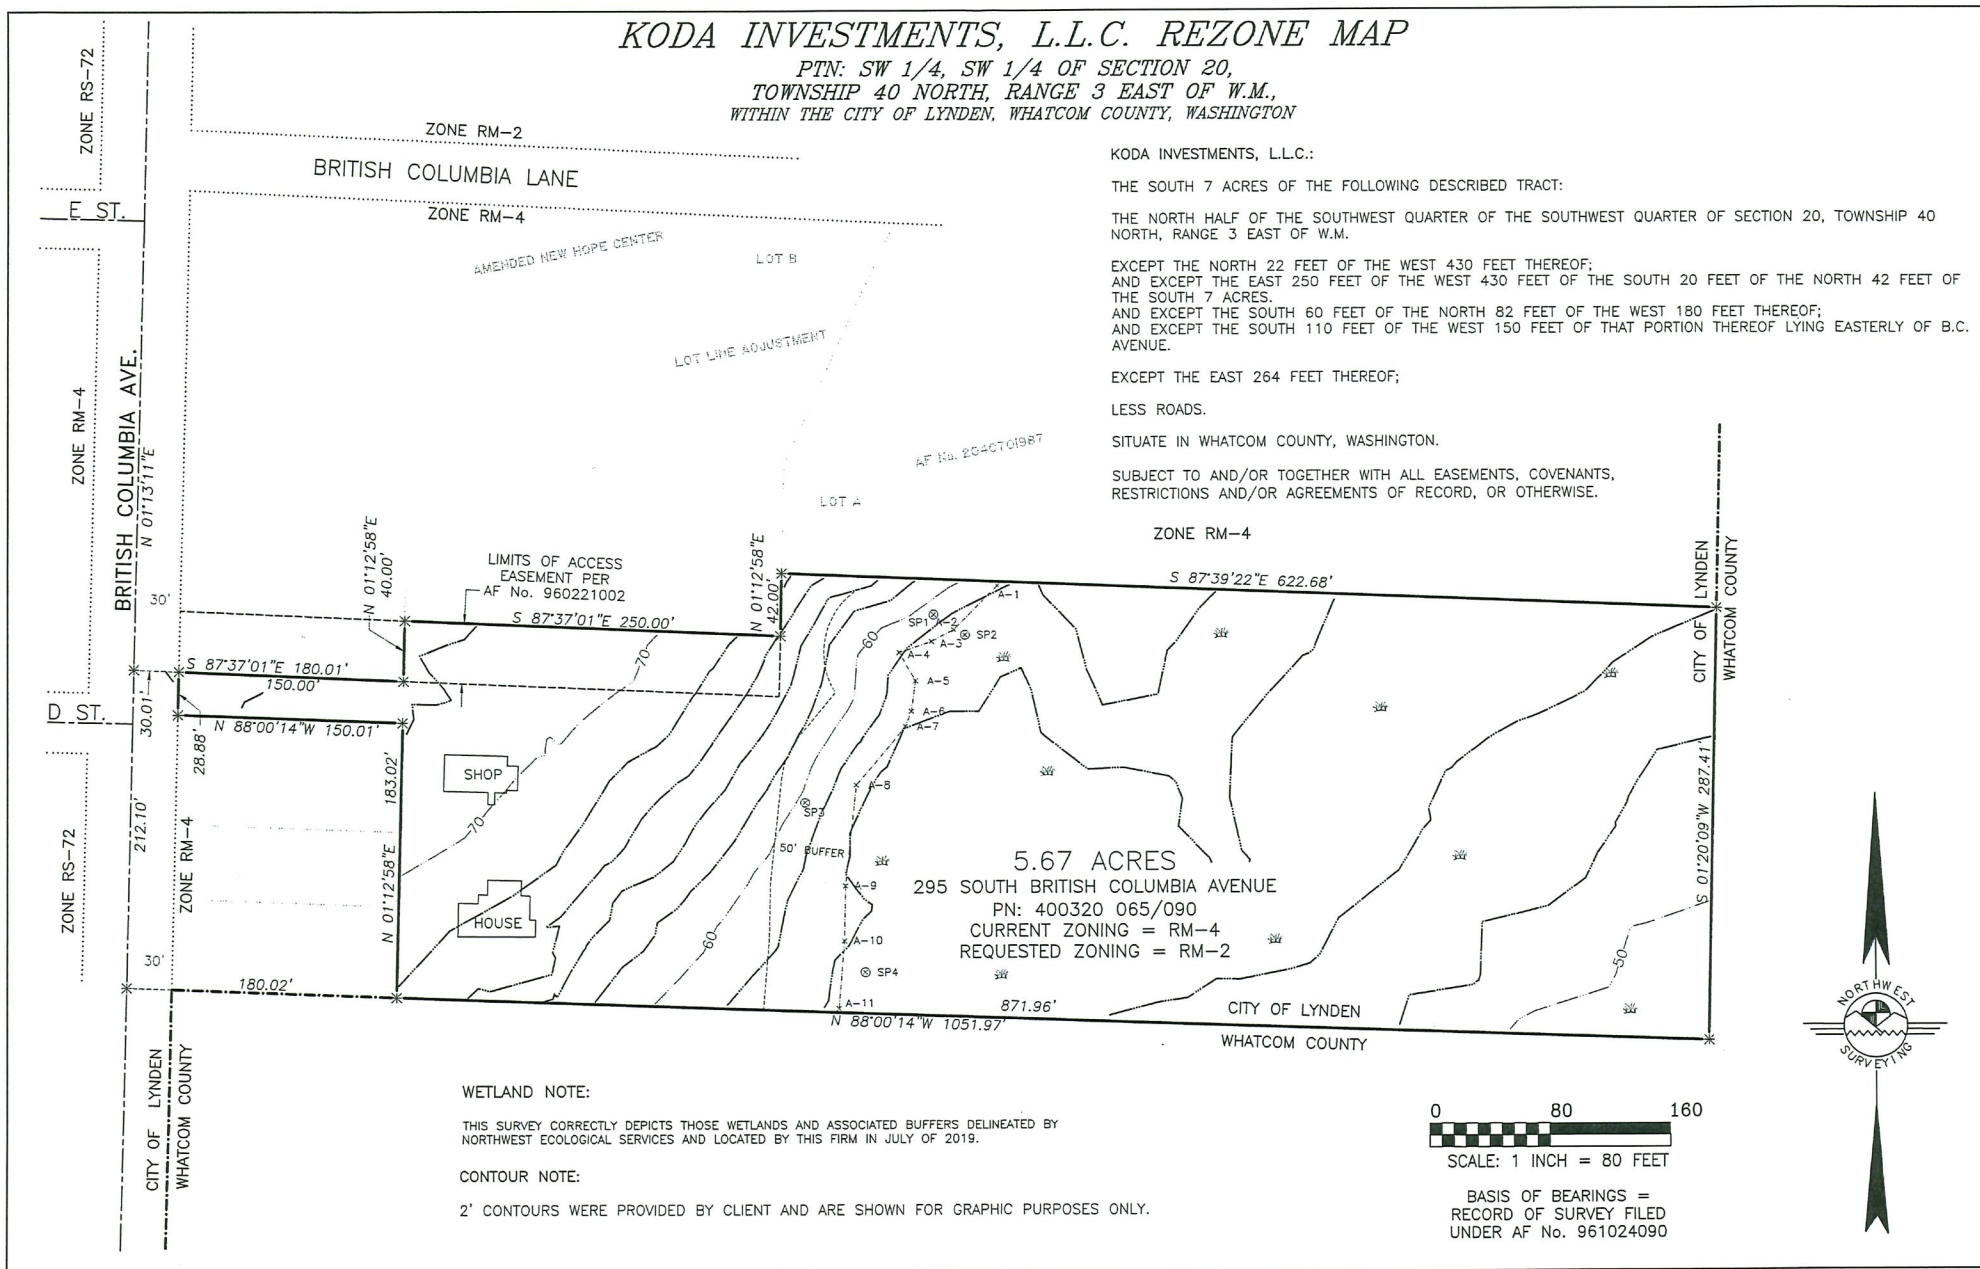 KODA INVESTMENTS, L.L.C. REZONE MAP
PTN: SW 1/4, SW 1/4 OF SECTION 20,
TOWNSHIP 40 NORTH, RANGE 3 EAST OF W.M.,
WITHIN THE CITY OF LYNDEN, WHATCOM COUNTY, WASHINGTON
ZONE RS-72
ZONE RM-2
BRITISH COLUMBIA LANE
E ST.
ZONE RM-4
AMENDED NEW HOPE CENTER
LOT B
LOT LINE ADJUSTMENT
AF No. 2040701987
LOT A
KODA INVESTMENTS, L.L.C.:
THE SOUTH 7 ACRES OF THE FOLLOWING DESCRIBED TRACT:
THE NORTH HALF OF THE SOUTHWEST QUARTER OF THE SOUTHWEST QUARTER OF SECTION 20, TOWNSHIP 40
NORTH, RANGE 3 EAST OF W.M.
EXCEPT THE NORTH 22 FEET OF THE WEST 430 FEET THEREOF;
AND EXCEPT THE EAST 250 FEET OF THE WEST 430 FEET OF THE SOUTH 20 FEET OF THE NORTH 42 FEET OF
THE SOUTH 7 ACRES.
AND EXCEPT THE SOUTH 60 FEET OF THE NORTH 82 FEET OF THE WEST 180 FEET THEREOF;
AND EXCEPT THE SOUTH 110 FEET OF THE WEST 150 FEET OF THAT PORTION THEREOF LYING EASTERLY OF B.C.
AVENUE.
EXCEPT THE EAST 264 FEET THEREOF;
LESS ROADS.
SITUATE IN WHATCOM COUNTY, WASHINGTON.
SUBJECT TO AND/OR TOGETHER WITH ALL EASEMENTS, COVENANTS,
RESTRICTIONS AND/OR AGREEMENTS OF RECORD, OR OTHERWISE.
ZONE RM-4
ZONE RM-4
BRITISH COLUMBIA AVE.
N 01°13'11"E
N 01°12'58"E
40.00'
LIMITS OF ACCESS
EASEMENT PER
AF No. 960221002
N 01°12'58"E
42.00'
S 87°39'22"E 622.68'
CITY OF LYNDEN
WHATCOM COUNTY
30'
S 87°37'01"E 250.00'
S 87°37'01"E 180.01'
150.00'
D ST.
N 88°00'14"W 150.01'
30.01'
28.88'
212.10'
183.02'
N 01°12'58"E
ZONE RM-4
ZONE RS-72
30'
180.02'
SHOP
HOUSE
70
70
60
60
50
A-1
SP1
A-2
SP2
A-3
A-4
A-5
A-6
A-7
A-8
SP3
50' BUFFER
A-9
A-10
SP4
A-11
5.67 ACRES
295 SOUTH BRITISH COLUMBIA AVENUE
PN: 400320 065/090
CURRENT ZONING = RM-4
REQUESTED ZONING = RM-2
S 01°20'09"W 287.41'
871.96'
N 88°00'14"W 1051.97'
CITY OF LYNDEN
WHATCOM COUNTY
CITY OF LYNDEN
WHATCOM COUNTY
WETLAND NOTE:
THIS SURVEY CORRECTLY DEPICTS THOSE WETLANDS AND ASSOCIATED BUFFERS DELINEATED BY
NORTHWEST ECOLOGICAL SERVICES AND LOCATED BY THIS FIRM IN JULY OF 2019.
CONTOUR NOTE:
2' CONTOURS WERE PROVIDED BY CLIENT AND ARE SHOWN FOR GRAPHIC PURPOSES ONLY.
0 80 160
SCALE: 1 INCH = 80 FEET
BASIS OF BEARINGS =
RECORD OF SURVEY FILED
UNDER AF No. 961024090
NORTHWEST
SURVEYING